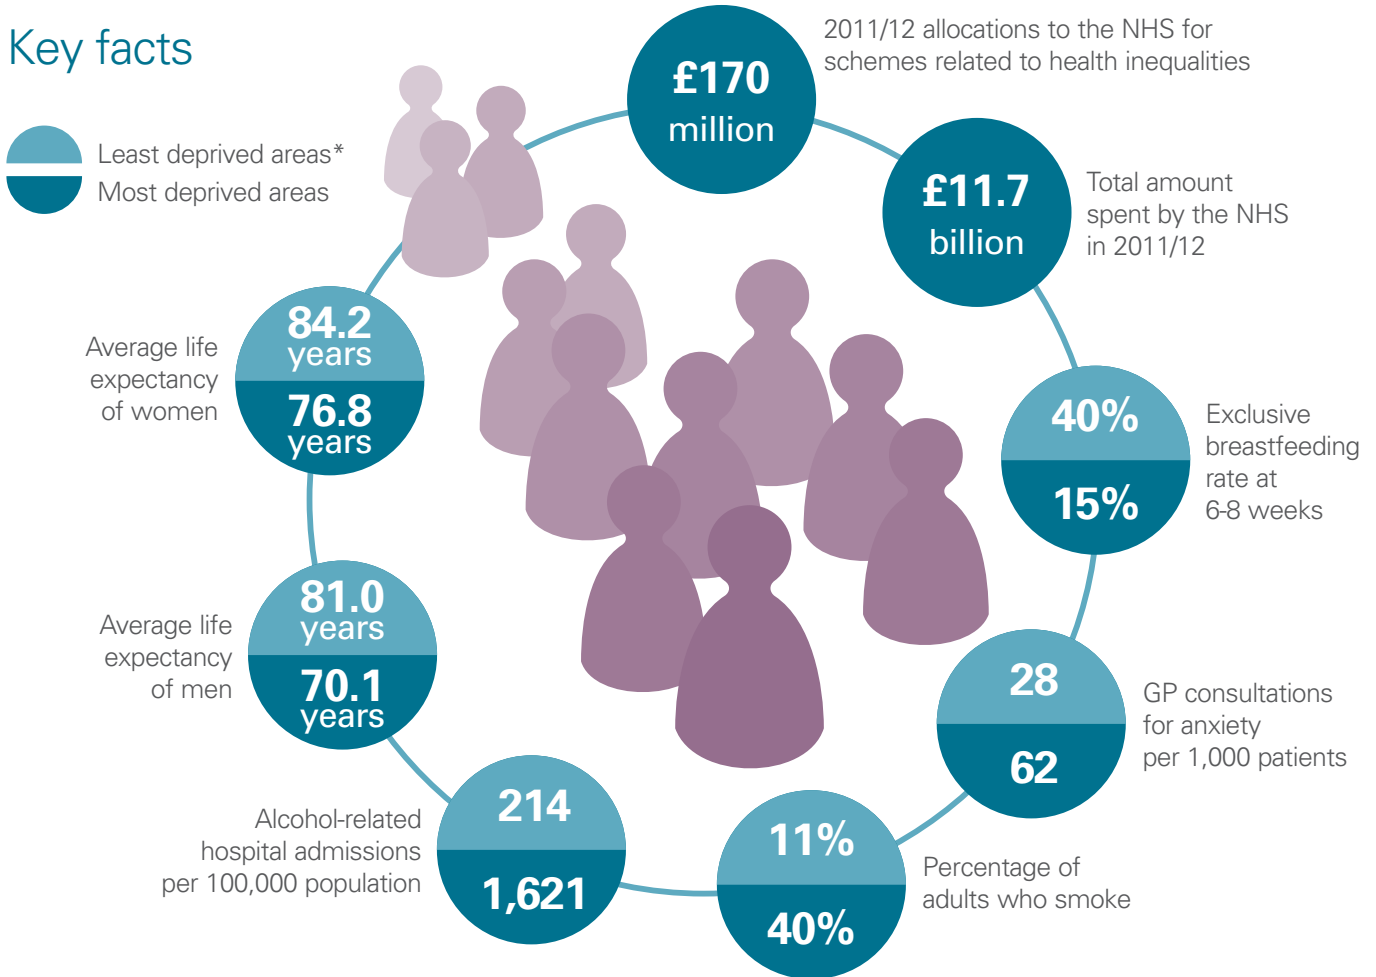 Key facts
Least deprived areas*
Most deprived areas
£170
million
2011/12 allocations to the NHS for
schemes related to health inequalities
£11.7
billion
Total amount
spent by the NHS
in 2011/12
40%
15%
Exclusive
breastfeeding
rate at
6-8 weeks
28
62
GP consultations
for anxiety
per 1,000 patients
11%
40%
Percentage of
adults who smoke
214
1,621
Alcohol-related
hospital admissions
per 100,000 population
81.0
years
70.1
years
Average life
expectancy
of men
84.2
years
76.8
years
Average life
expectancy
of women